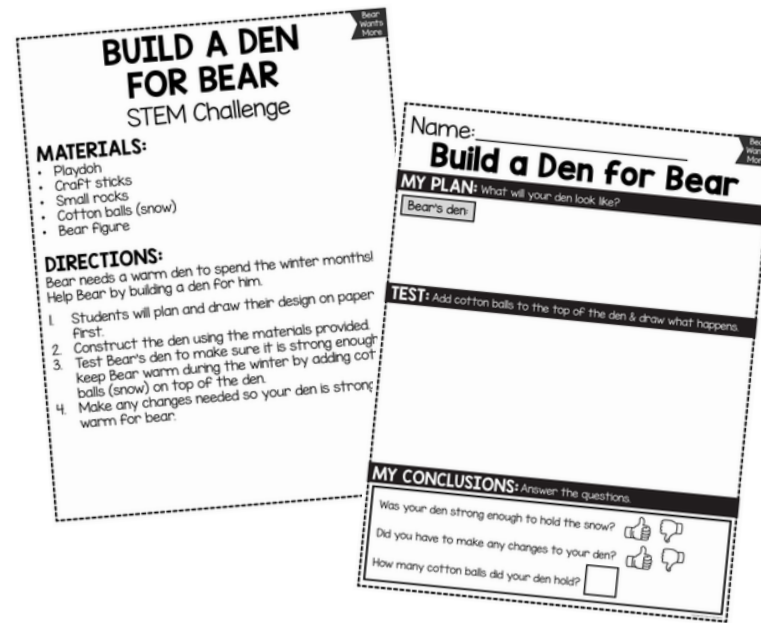 Bear
Wants
More
BUILD A DEN
FOR BEAR
STEM Challenge
MATERIALS:
• Playdoh
• Craft sticks
• Small rocks
• Cotton balls (snow)
• Bear figure
DIRECTIONS:
Bear needs a warm den to spend the winter months!
Help Bear by building a den for him.
1. Students will plan and draw their design on paper
first.
2. Construct the den using the materials provided.
3. Test Bear's den to make sure it is strong enough
keep Bear warm during the winter by adding cot
balls (snow) on top of the den.
4. Make any changes needed so your den is strong
warm for bear.
Name:
Build a Den for Bear
MY PLAN: What will your den look like?
Bear's den:
TEST: Add cotton balls to the top of the den & draw what happens.
MY CONCLUSIONS: Answer the questions.
Was your den strong enough to hold the snow?
Did you have to make any changes to your den?
How many cotton balls did your den hold?